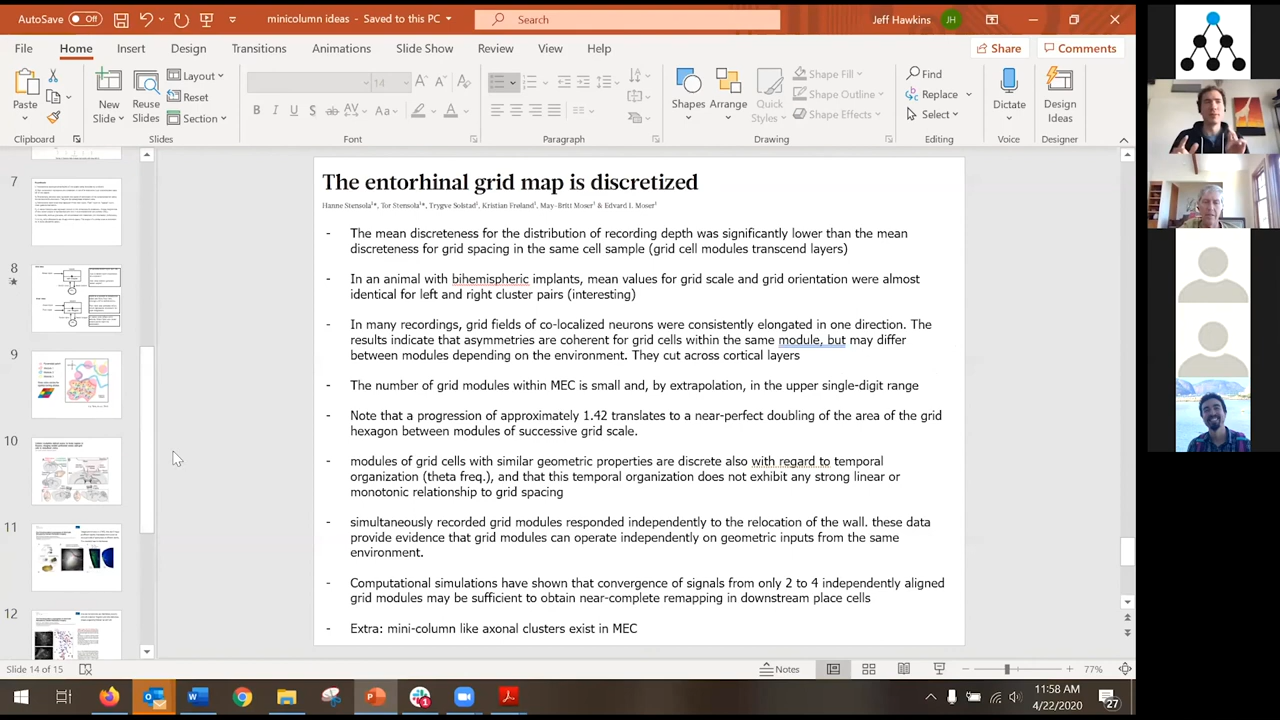 AutoSave Off minicolumn ideas - Saved to this PC Search Jeff Hawkins JH
File Home Insert Design Transitions Animations Slide Show Review View Help Share Comments
Paste New Slide Reuse Slides Layout Reset Section 14 Shapes Arrange Quick Styles Shape Fill Shape Outline Shape Effects Find Replace Select Dictate Design Ideas
Clipboard Slides Font Paragraph Drawing Editing Voice Designer
7
8
9
10
11
12
The entorhinal grid map is discretized
Hanne Stensola¹*, Tor Stensola¹*, Trygve Solstad¹, Kristian Frøland¹, May-Britt Moser¹ & Edvard I. Moser¹
- The mean discreteness for the distribution of recording depth was significantly lower than the mean
discreteness for grid spacing in the same cell sample (grid cell modules transcend layers)
- In an animal with bihemispheric implants, mean values for grid scale and grid orientation were almost
identical for left and right cluster pairs (interesting)
- In many recordings, grid fields of co-localized neurons were consistently elongated in one direction. The
results indicate that asymmetries are coherent for grid cells within the same module, but may differ
between modules depending on the environment. They cut across cortical layers
- The number of grid modules within MEC is small and, by extrapolation, in the upper single-digit range
- Note that a progression of approximately 1.42 translates to a near-perfect doubling of the area of the grid
hexagon between modules of successive grid scale.
- modules of grid cells with similar geometric properties are discrete also with regard to temporal
organization (theta freq.), and that this temporal organization does not exhibit any strong linear or
monotonic relationship to grid spacing
- simultaneously recorded grid modules responded independently to the relocation of the wall. these data
provide evidence that grid modules can operate independently on geometric inputs from the same
environment.
- Computational simulations have shown that convergence of signals from only 2 to 4 independently aligned
grid modules may be sufficient to obtain near-complete remapping in downstream place cells
- Extra: mini-column like axonal clusters exist in MEC
Slide 14 of 15 Notes 77%
11:58 AM
4/22/2020 27